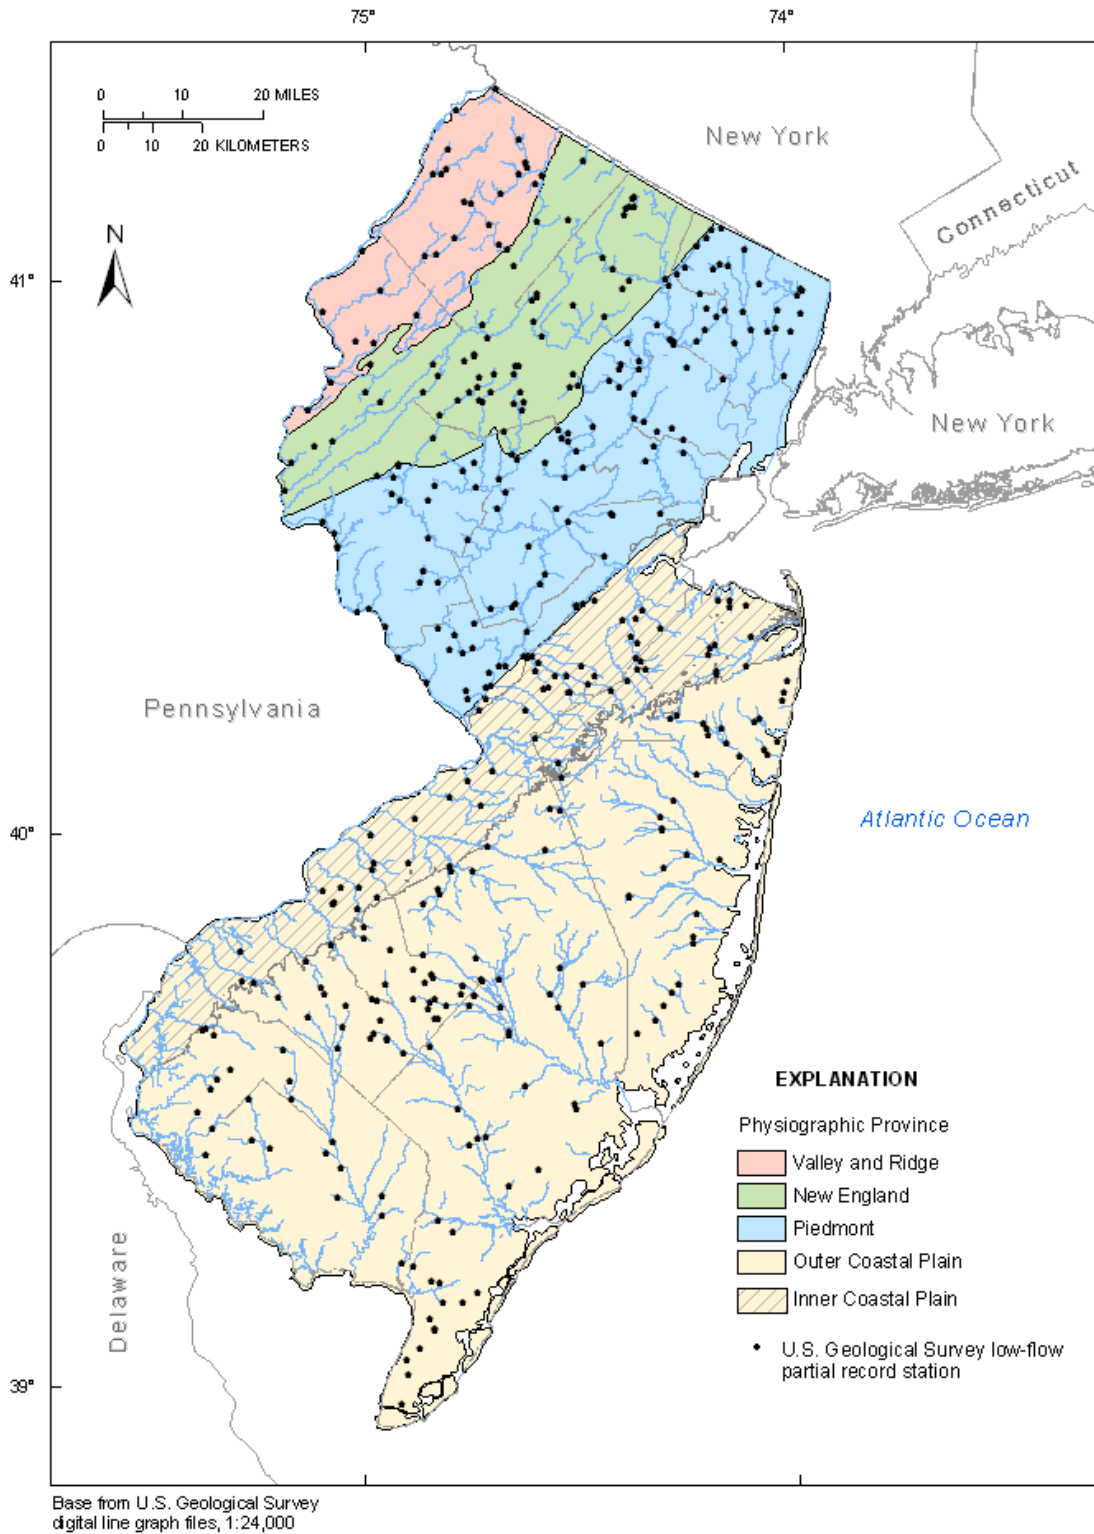 75° 74°
0 10 20 MILES
0 10 20 KILOMETERS
New York
Connecticut
N
41°
New York
Pennsylvania
Atlantic Ocean
40°
EXPLANATION
Physiographic Province
Valley and Ridge
New England
Piedmont
Outer Coastal Plain
Inner Coastal Plain
U.S. Geological Survey low-flow
partial record station
Delaware
39°
Base from U.S. Geological Survey
digital line graph files, 1:24,000